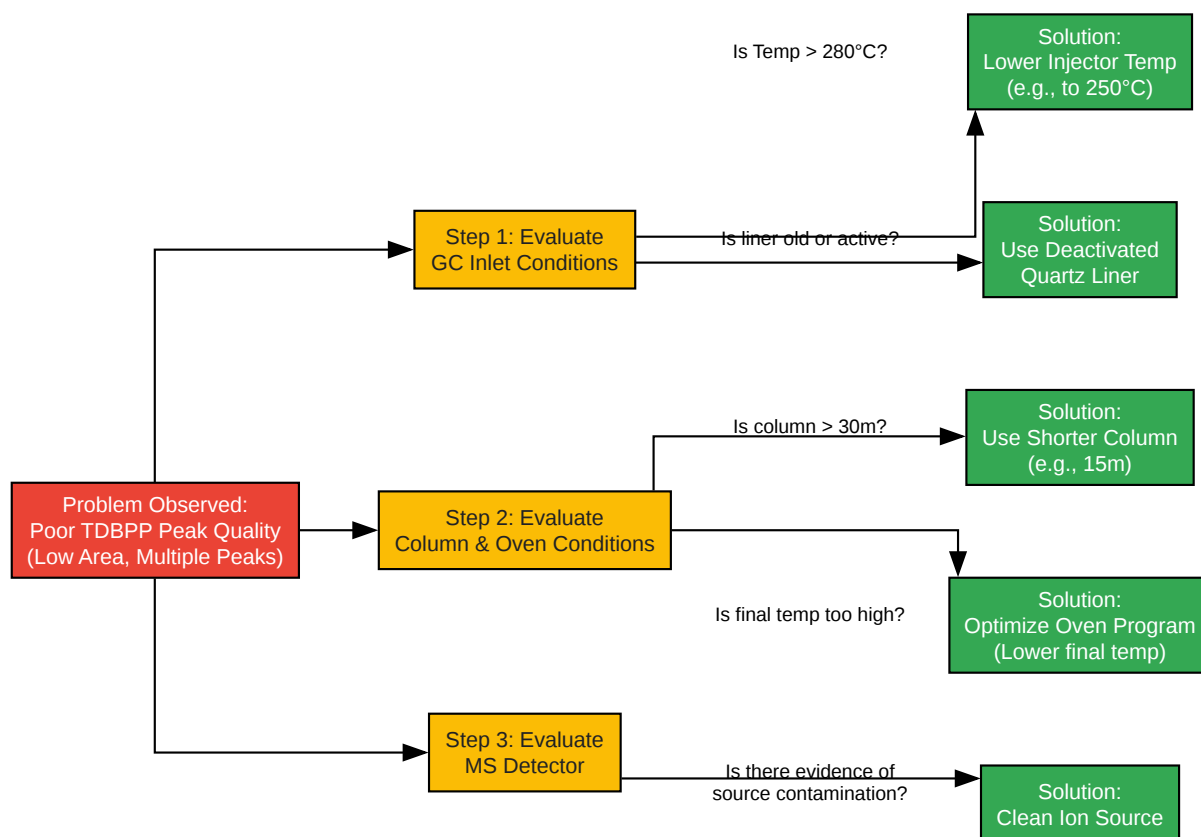 Is Temp > 280°C?
Solution:
Lower Injector Temp
(e.g., to 250°C)
Step 1: Evaluate
GC Inlet Conditions
Is liner old or active?
Solution:
Use Deactivated
Quartz Liner
Is column > 30m?
Solution:
Use Shorter Column
(e.g., 15m)
Problem Observed:
Poor TDBPP Peak Quality
(Low Area, Multiple Peaks)
Step 2: Evaluate
Column & Oven Conditions
Is final temp too high?
Solution:
Optimize Oven Program
(Lower final temp)
Step 3: Evaluate
MS Detector
Is there evidence of
source contamination?
Solution:
Clean Ion Source